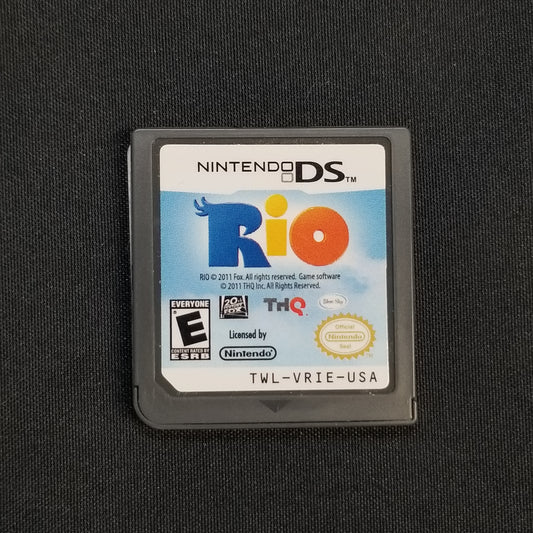 NINTENDO DS™
RiO
RIO © 2011 Fox. All rights reserved. Game software
© 2011 THQ Inc. All Rights Reserved.
EVERYONE
E
CONTENT RATED BY
ESRB
20th
CENTURY
FOX
THQ
Blue Sky
Licensed by
Nintendo
Official
Nintendo
Seal
TM
TWL-VRIE-USA